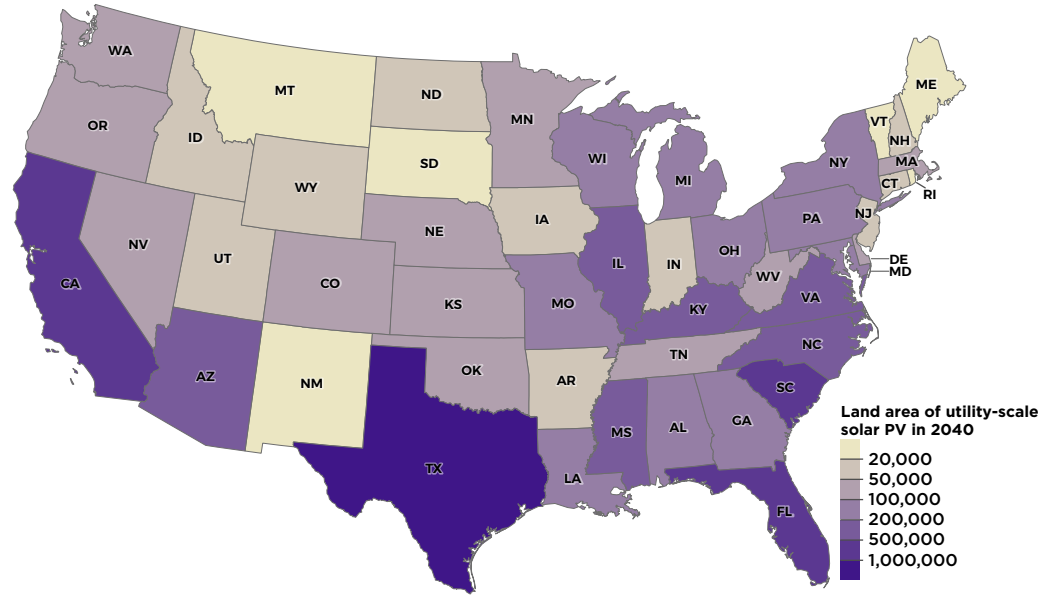 WA
MT
ND
MN
ME
VT
NH
OR
ID
SD
WI
NY
MA
MI
CT
RI
WY
IA
NE
PA
NJ
NV
UT
CO
IL
IN
OH
WV
DE
MD
CA
KS
MO
KY
VA
NC
TN
AZ
NM
OK
AR
SC
MS
AL
GA
TX
LA
FL
Land area of utility-scale
solar PV in 2040
20,000
50,000
100,000
200,000
500,000
1,000,000